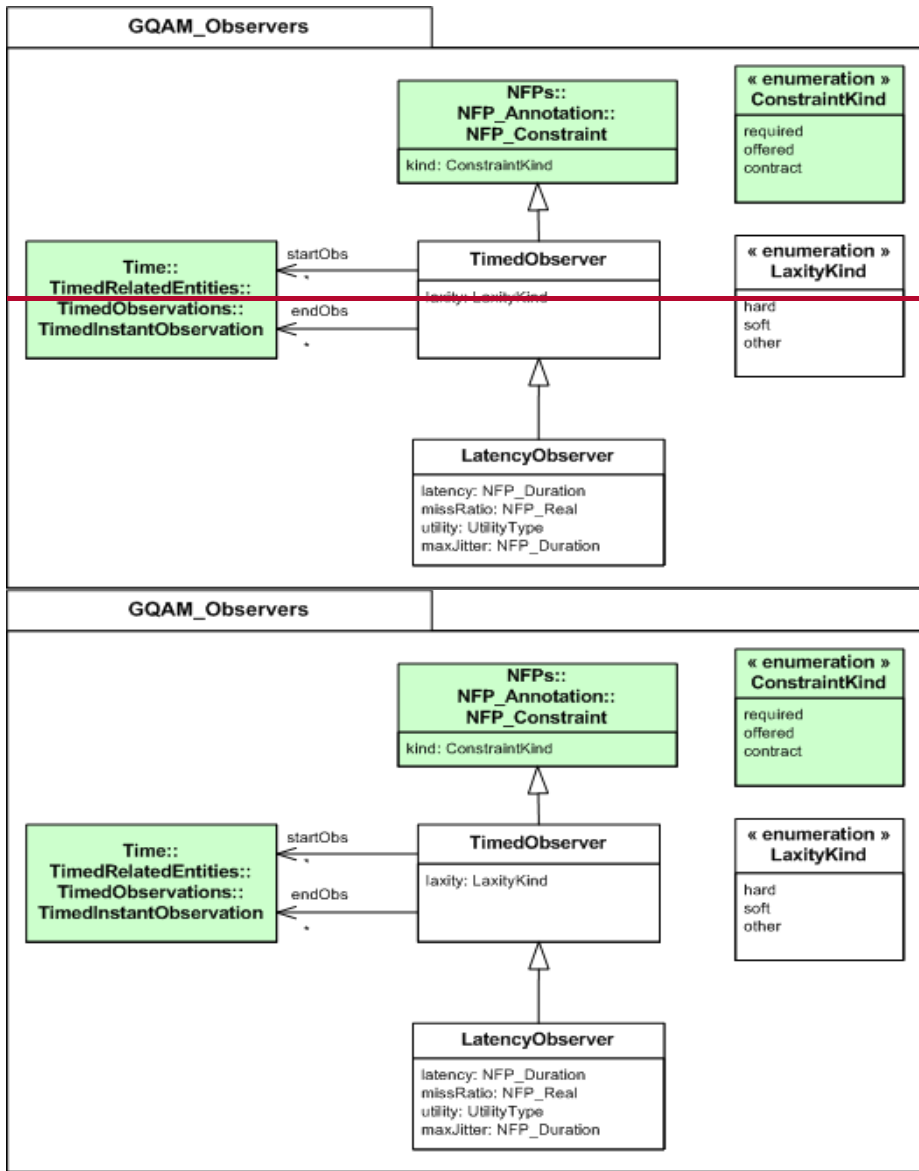 GQAM_Observers
NFPs::
NFP_Annotation::
NFP_Constraint
kind: ConstraintKind
« enumeration »
ConstraintKind
required
offered
contract
Time::
TimedRelatedEntities::
TimedObservations::
TimedInstantObservation
startObs
*
endObs
*
TimedObserver
laxity: LaxityKind
« enumeration »
LaxityKind
hard
soft
other
LatencyObserver
latency: NFP_Duration
missRatio: NFP_Real
utility: UtilityType
maxJitter: NFP_Duration
GQAM_Observers
NFPs::
NFP_Annotation::
NFP_Constraint
kind: ConstraintKind
« enumeration »
ConstraintKind
required
offered
contract
Time::
TimedRelatedEntities::
TimedObservations::
TimedInstantObservation
startObs
*
endObs
*
TimedObserver
laxity: LaxityKind
« enumeration »
LaxityKind
hard
soft
other
LatencyObserver
latency: NFP_Duration
missRatio: NFP_Real
utility: UtilityType
maxJitter: NFP_Duration